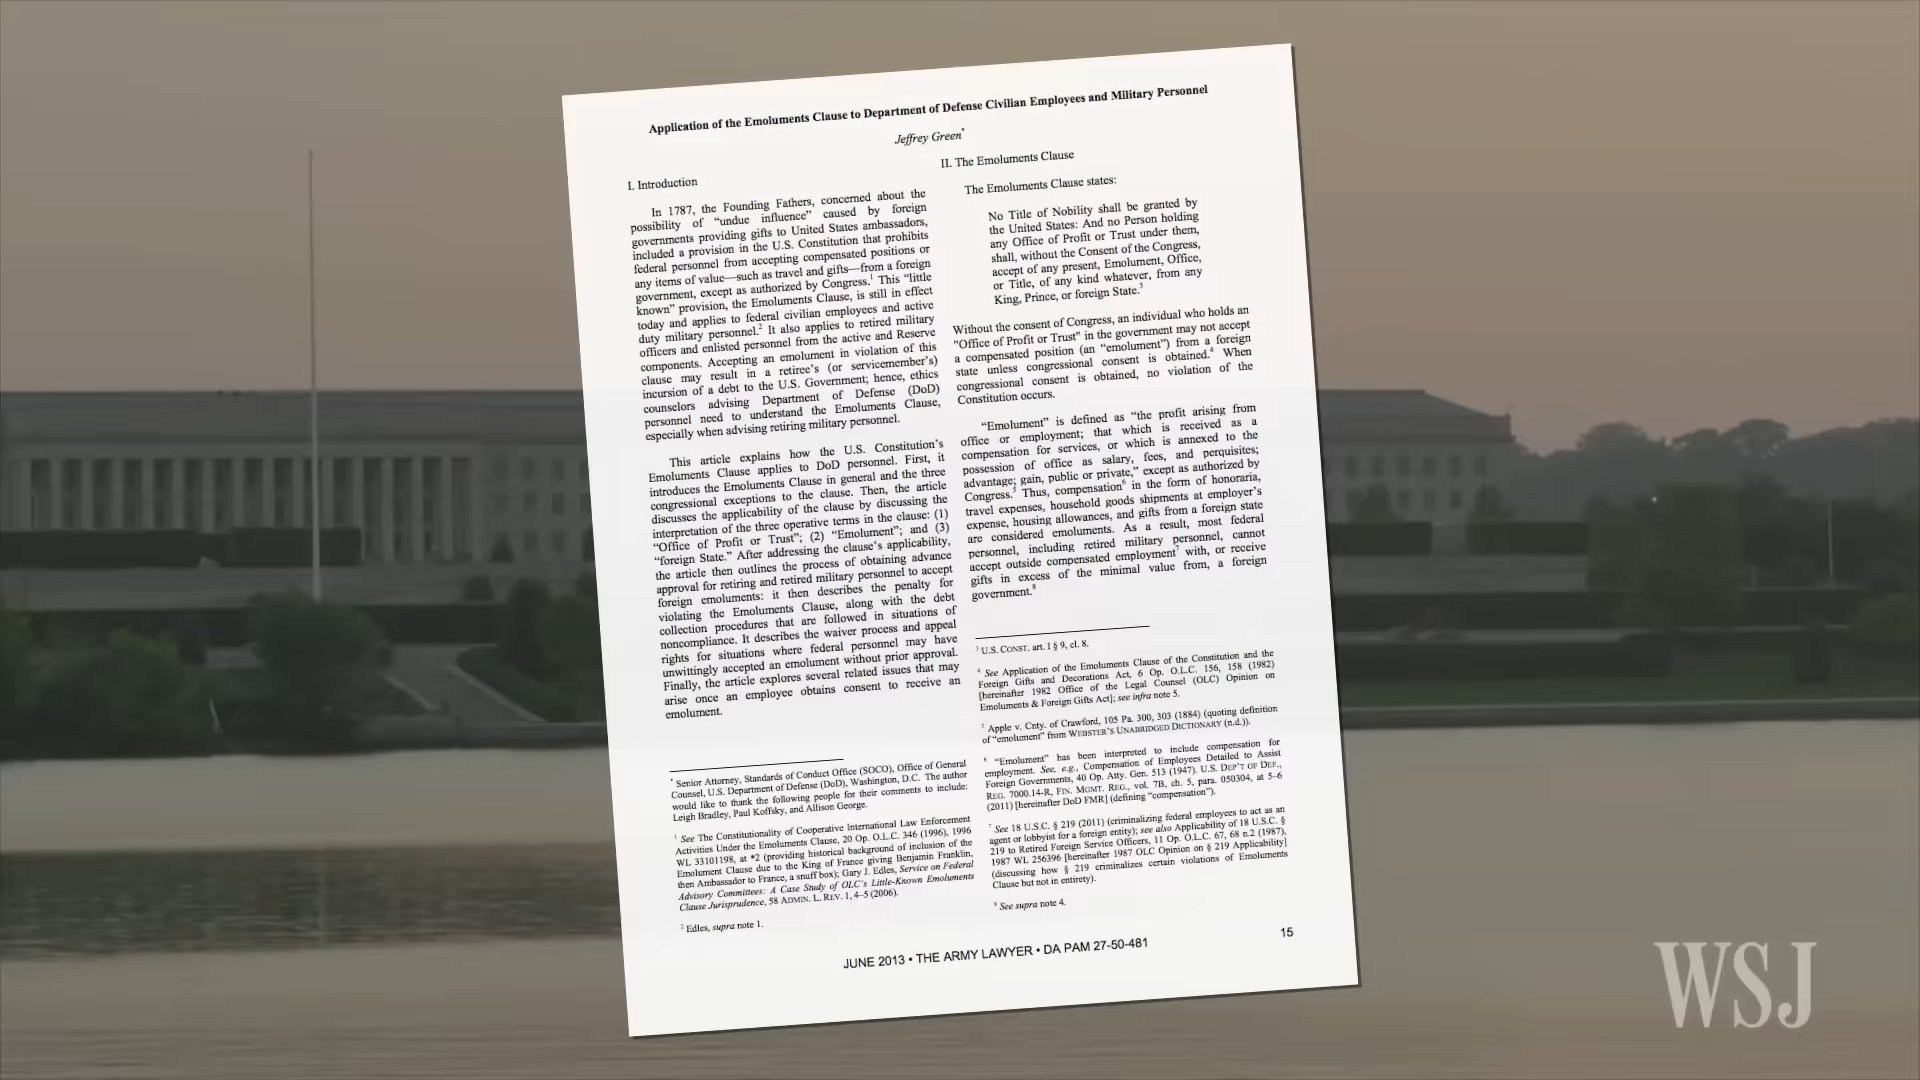 Application of the Emoluments Clause to Department of Defense Civilian Employees and Military Personnel
Jeffrey Green*
I. Introduction
In 1787, the Founding Fathers, concerned about the
possibility of “undue influence” caused by foreign
governments providing gifts to United States ambassadors,
included a provision in the U.S. Constitution that prohibits
federal personnel from accepting compensated positions or
any items of value—such as travel and gifts—from a foreign
government, except as authorized by Congress.1 This “little
known” provision, the Emoluments Clause, is still in effect
today and applies to federal civilian employees and active
duty military personnel.2 It also applies to retired military
officers and enlisted personnel from the active and Reserve
components. Accepting an emolument in violation of this
clause may result in a retiree’s (or servicemember’s)
incursion of a debt to the U.S. Government; hence, ethics
counselors advising Department of Defense (DoD)
personnel need to understand the Emoluments Clause,
especially when advising retiring military personnel.
This article explains how the U.S. Constitution’s
Emoluments Clause applies to DoD personnel. First, it
introduces the Emoluments Clause in general and the three
congressional exceptions to the clause. Then, the article
discusses the applicability of the clause by discussing the
interpretation of the three operative terms in the clause: (1)
“Office of Profit or Trust”; (2) “Emolument”; and (3)
“foreign State.” After addressing the clause’s applicability,
the article then outlines the process of obtaining advance
approval for retiring and retired military personnel to accept
foreign emoluments: it then describes the penalty for
violating the Emoluments Clause, along with the debt
collection procedures that are followed in situations of
noncompliance. It describes the waiver process and appeal
rights for situations where federal personnel may have
unwittingly accepted an emolument without prior approval.
Finally, the article explores several related issues that may
arise once an employee obtains consent to receive an
emolument.
* Senior Attorney, Standards of Conduct Office (SOCO), Office of General
Counsel, U.S. Department of Defense (DoD), Washington, D.C. The author
would like to thank the following people for their comments to include:
Leigh Bradley, Paul Koffsky, and Allison George.
1 See The Constitutionality of Cooperative International Law Enforcement
Activities Under the Emoluments Clause, 20 Op. O.L.C. 346 (1996), 1996
WL 33101198, at *2 (providing historical background of inclusion of the
Emolument Clause due to the King of France giving Benjamin Franklin,
then Ambassador to France, a snuff box); Gary J. Edles, Service on Federal
Advisory Committees: A Case Study of OLC’s Little-Known Emoluments
Clause Jurisprudence, 58 ADMIN. L. REV. 1, 4–5 (2006).
2 Edles, supra note 1.
II. The Emoluments Clause
The Emoluments Clause states:
No Title of Nobility shall be granted by
the United States: And no Person holding
any Office of Profit or Trust under them,
shall, without the Consent of the Congress,
accept of any present, Emolument, Office,
or Title, of any kind whatever, from any
King, Prince, or foreign State.3
Without the consent of Congress, an individual who holds an
"Office of Profit or Trust" in the government may not accept
a compensated position (an “emolument”) from a foreign
state unless congressional consent is obtained.4 When
congressional consent is obtained, no violation of the
Constitution occurs.
“Emolument” is defined as “the profit arising from
office or employment; that which is received as a
compensation for services, or which is annexed to the
possession of office as salary, fees, and perquisites;
advantage; gain, public or private,” except as authorized by
Congress.5 Thus, compensation6 in the form of honoraria,
travel expenses, household goods shipments at employer’s
expense, housing allowances, and gifts from a foreign state
are considered emoluments. As a result, most federal
personnel, including retired military personnel, cannot
accept outside compensated employment7 with, or receive
gifts in excess of the minimal value from, a foreign
government.8
3 U.S. CONST. art. I § 9, cl. 8.
4 See Application of the Emoluments Clause of the Constitution and the
Foreign Gifts and Decorations Act, 6 Op. O.L.C. 156, 158 (1982)
[hereinafter 1982 Office of the Legal Counsel (OLC) Opinion on
Emoluments & Foreign Gifts Act]; see infra note 5.
5 Apple v. Cnty. of Crawford, 105 Pa. 300, 303 (1884) (quoting definition
of “emolument” from WEBSTER’S UNABRIDGED DICTIONARY (n.d.)).
6 “Emolument” has been interpreted to include compensation for
employment. See, e.g., Compensation of Employees Detailed to Assist
Foreign Governments, 40 Op. Atty. Gen. 513 (1947). U.S. DEP’T OF DEF.,
REG. 7000.14-R, FIN. MGMT. REG., vol. 7B, ch. 5, para. 050304, at 5–6
(2011) [hereinafter DoD FMR] (defining “compensation”).
7 See 18 U.S.C. § 219 (2011) (criminalizing federal employees to act as an
agent or lobbyist for a foreign entity); see also Applicability of 18 U.S.C. §
219 to Retired Foreign Service Officers, 11 Op. O.L.C. 67, 68 n.2 (1987),
1987 WL 256396 [hereinafter 1987 OLC Opinion on § 219 Applicability]
(discussing how § 219 criminalizes certain violations of Emoluments
Clause but not in entirety).
8 See supra note 4.
JUNE 2013 • THE ARMY LAWYER • DA PAM 27-50-481
15
WSJ